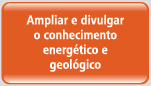 Ampliar e divulgar
o conhecimento
energético e
geológico